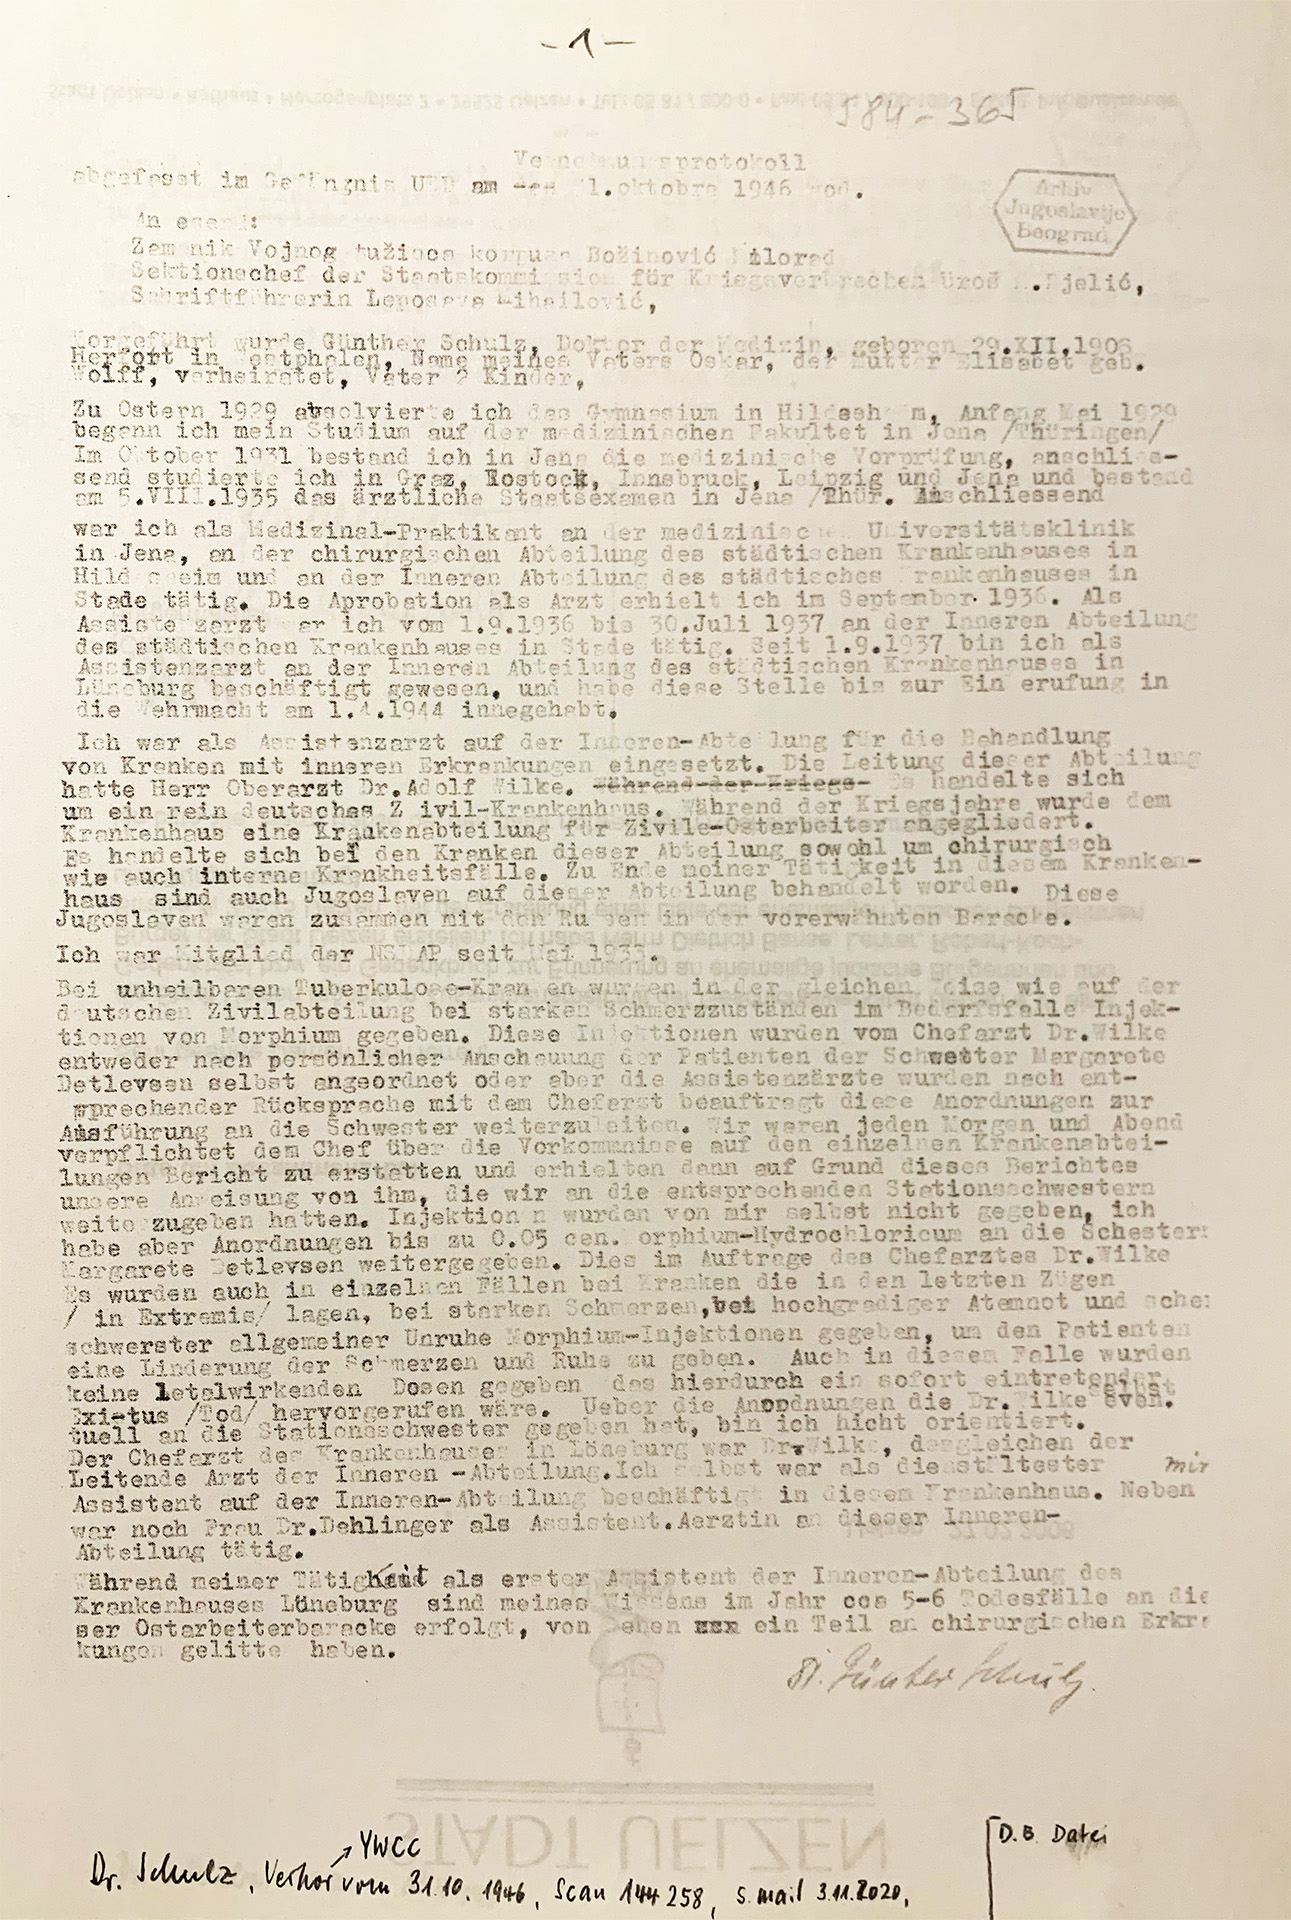 - 1 -
584-365
Vernehmungsprotokoll
abgefasst im Gefängnis am 31.oktobra 1946 god.
Arhiv
Jugoslavije
Beograd
Anwesend:
Zamenik Vojnog tužioca korpusa Božinović Milorad
Sektionschef der Staatskommission für Kriegsverbrechen Uroš .Bjelić,
Schriftführerin Leposava Mihailović,
Vorgeführt wurde Günther Schulz, Doktor der Medizin, geboren 29.XII.1908
Herfort in Westphalen, Name meines Vaters Oskar, der Mutter Elisabet geb.
Wolff, verheiratet, Vater 2 Kinder,
Zu Ostern 1929 absolvierte ich das Gymnasium in Hildesheim, Anfang Mai 1929
begann ich mein Studium auf der medizinischen Fakultet in Jena /Thüringen/
Im Oktober 1931 bestand ich in Jena die medizinische Vorprüfung, anschlies-
send studierte ich in Graz, Rostock, Innsbruck, Leipzig und Jena und bestand
am 5.VIII.1935 das ärztliche Staatsexamen in Jena /Thür. Anschliessend
war ich als Medizinal-Praktikant an der medizinischen Universitätsklinik
in Jena, an der chirurgischen Abteilung des städtischen Krankenhauses in
Hildesheim und an der Inneren Abteilung des städtisches Krankenhauses in
Stade tätig. Die Aprobation als Arzt erhielt ich im September 1936. Als
Assistenzarzt war ich vom 1.9.1936 bis 30.Juli 1937 an der Inneren Abteilung
des städtischen Krankenhauses in Stade tätig. Seit 1.9.1937 bin ich als
Assistenzarzt an der Inneren Abteilung des städtischen Krankenhauses in
Lüneburg beschäftigt gewesen, und habe diese Stelle bis zur Einberufung in
die Wehrmacht am 1.4.1944 innegehabt.
Ich war als Assistenzarzt auf der Inneren-Abteilung für die Behandlung
von Kranken mit inneren Erkrankungen eingesetzt. Die Leitung dieser Abteilung
hatte Herr Oberarzt Dr.Adolf Wilke. Während der Kriegs- Es handelte sich
um ein rein deutsches Z ivil-Krankenhaus. Während der Kriegsjahre wurde dem
Krankenhaus eine Krankenabteilung für Zivile-Ostarbeiter angegliedert.
Es handelte sich bei den Kranken dieser Abteilung sowohl um chirurgisch
wie auch interne Krankheitsfälle. Zu Ende meiner Tätigkeit in diesem Kranken-
haus sind auch Jugoslaven auf dieser Abteilung behandelt worden. Diese
Jugoslaven waren zusammen mit den Russen in der vorerwähnten Baracke.
Ich war Mitglied der NSDAP seit Mai 1933.
Bei unheilbaren Tuberkulose-Kranken wurden in der gleichen Weise wie auf der
deutschen Zivilabteilung bei starken Schmerzzuständen im Bedarfsfalle Injek-
tionen von Morphium gegeben. Diese Injektionen wurden vom Chefarzt Dr.Wilke
entweder nach persönlicher Anschauung der Patienten der Schwester Margarete
Detlevsen selbst angeordnet oder aber die Assistenzärzte wurden nach ent-
sprechender Rücksprache mit dem Chefarzt beauftragt diese Anordnungen zur
Ausführung an die Schwester weiterzuleiten. Wir waren jeden Morgen und Abend
verpflichtet dem Chef über die Vorkommnisse auf den einzelnen Krankenabtei-
lungen Bericht zu erstatten und erhielten dann auf Grund dieses Berichtes
unsere Anweisung von ihm, die wir an die entsprechenden Stationsschwestern
weiterzugeben hatten. Injektionen wurden von mir selbst nicht gegeben, ich
habe aber Anordnungen bis zu 0.05 cen. Morphium-Hydrochloricum an die Schester
Margarete Detlevsen weitergegeben. Dies im Auftrage des Chefarztes Dr.Wilke
Es wurden auch in einzelnen Fällen bei Kranken die in den letzten Zügen
/ in Extremis/ lagen, bei starken Schmerzen, bei hochgradiger Atemnot und
schwerster allgemeiner Unruhe Morphium-Injektionen gegeben, um den Patienten
eine Linderung der Schmerzen und Ruhe zu geben. Auch in diesem Falle wurden
keine letalwirkenden Dosen gegeben das hierdurch ein sofort eintretender
Exi-tus /Tod/ hervorgerufen wäre. Ueber die Anordnungen die Dr.Wilke selbst even.
tuell an die Stationsschwester gegeben hat, bin ich hicht orientiert.
Der Chefarzt des Krankenhauses in Löneburg war Dr.Wilke, desgleichen der
Leitende Arzt der Inneren -Abteilung.Ich selbst war als dienstältester
Assistent auf der Inneren-Abteilung beschäftigt in diesem Krankenhaus. Neben mir
war noch Frau Dr.Dehlinger als Assistent.Aerztin an dieser Inneren-
Abteilung tätig.
Während meiner Tätigkeit als erster Assistent der Inneren-Abteilung des
Krankenhauses Lüneburg sind meines Wissens im Jahr cca 5-6 Todesfälle an die
ser Ostarbeiterbaracke erfolgt, von denen xxx ein Teil an chirurgischen Erkr
kungen gelitten haben.
Dr. Günter Schulz.
STADT UELZEN
YWCC
Dr. Schulz, Verhör vom 31.10.1946, Scan 144 258, s. mail 3.11.2020,
D.B. Datei